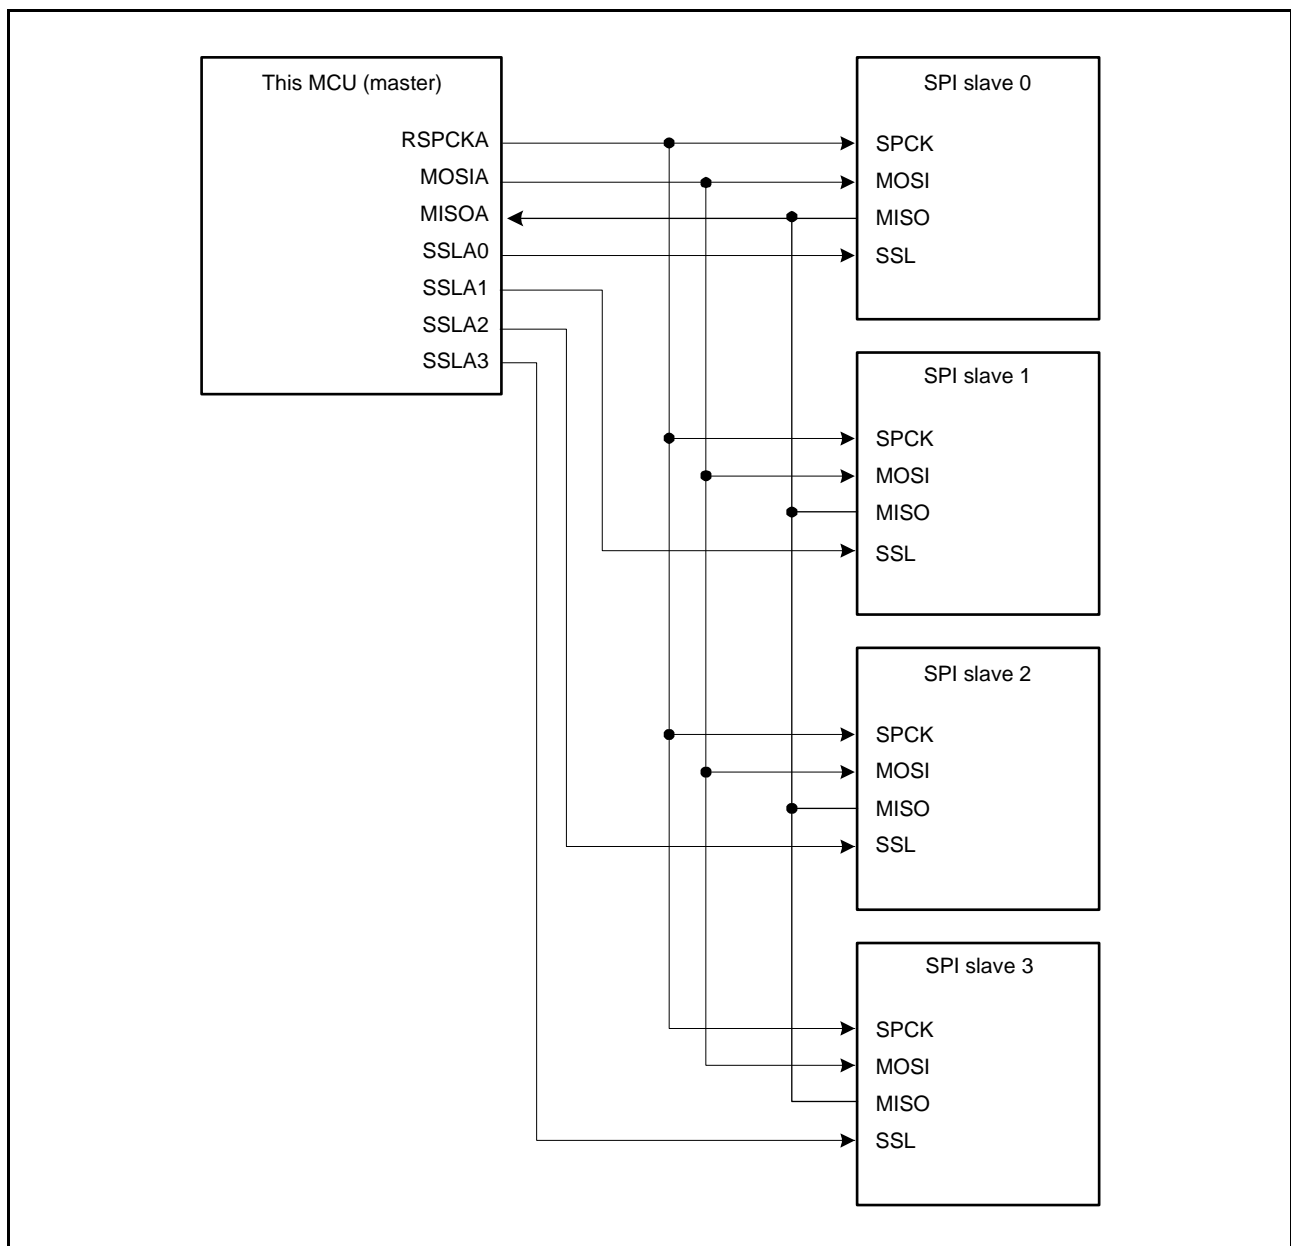 This MCU (master)
RSPCKA
MOSIA
MISOA
SSLA0
SSLA1
SSLA2
SSLA3
SPI slave 0
SPCK
MOSI
MISO
SSL
SPI slave 1
SPCK
MOSI
MISO
SSL
SPI slave 2
SPCK
MOSI
MISO
SSL
SPI slave 3
SPCK
MOSI
MISO
SSL